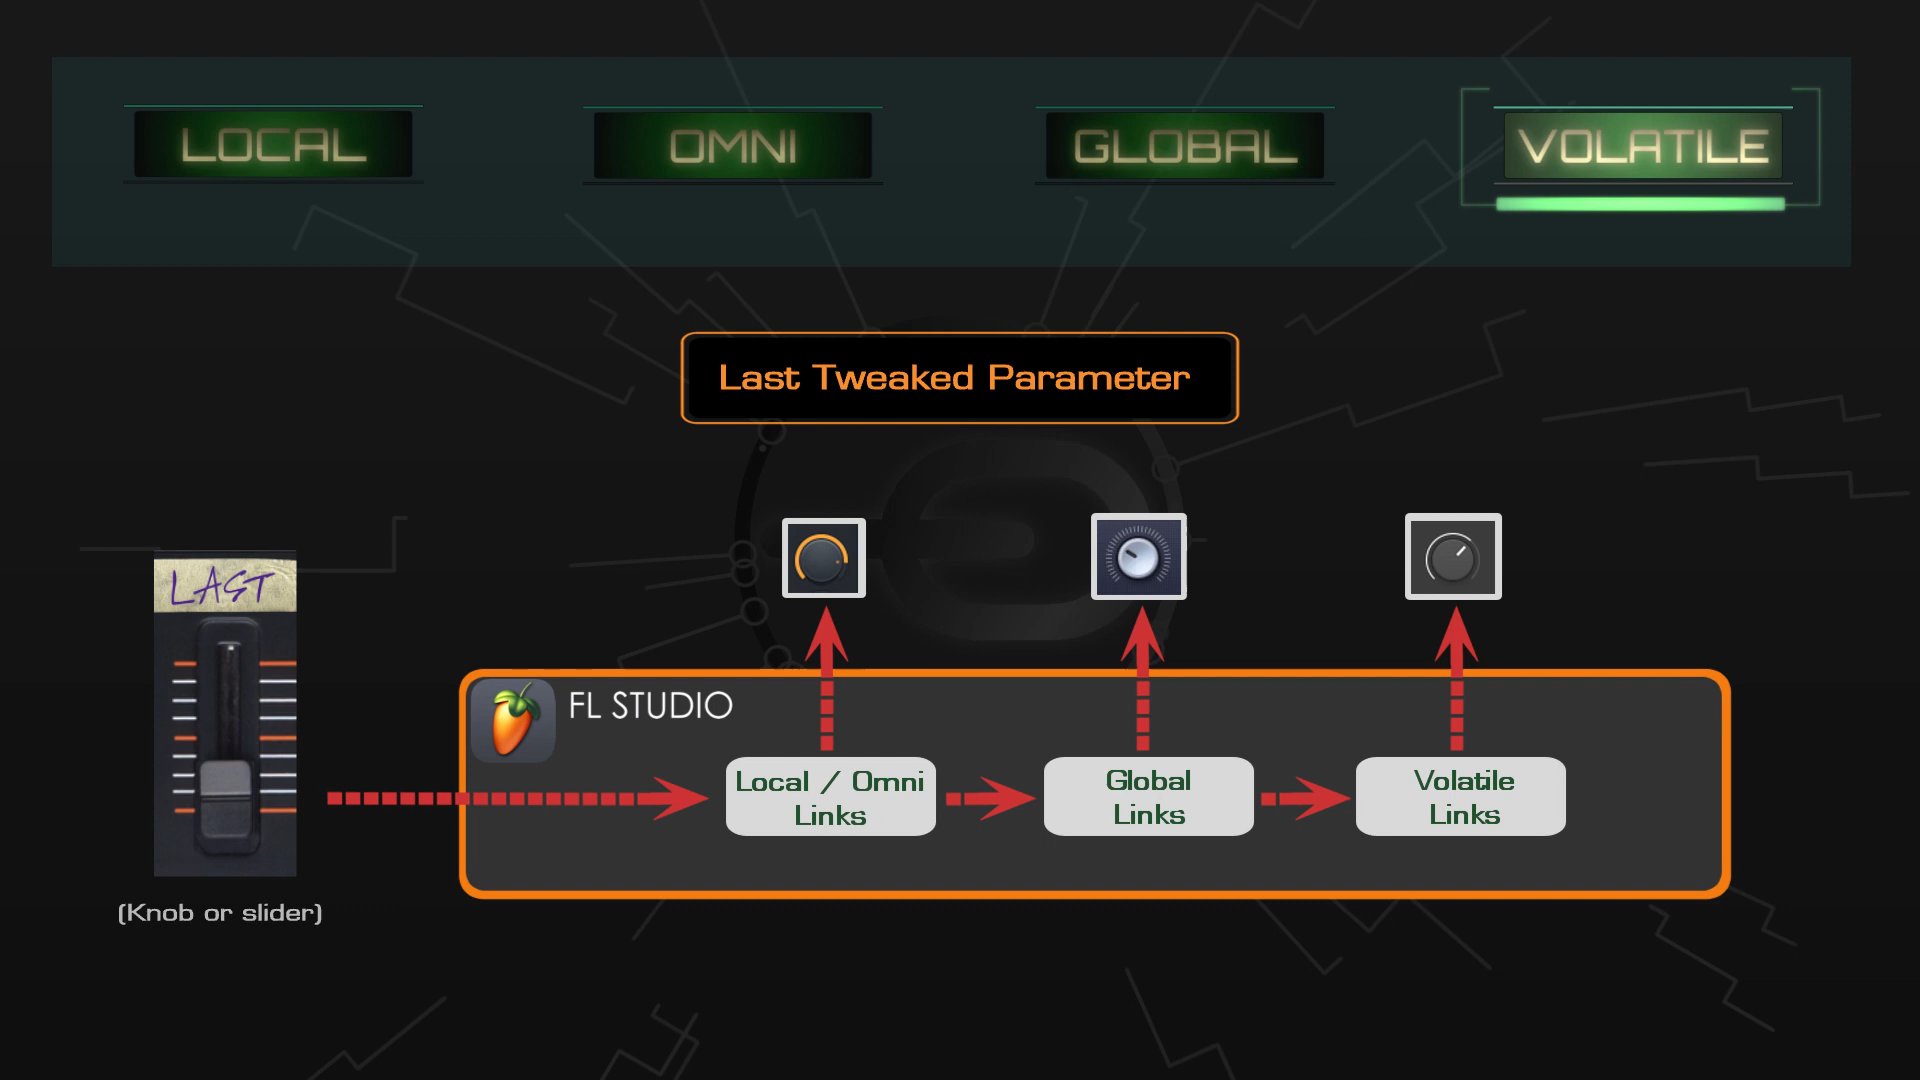 LOCAL
OMNI
GLOBAL
VOLATILE
Last Tweaked Parameter
LAST
(Knob or slider)
FL STUDIO
Local / Omni
Links
Global
Links
Volatile
Links